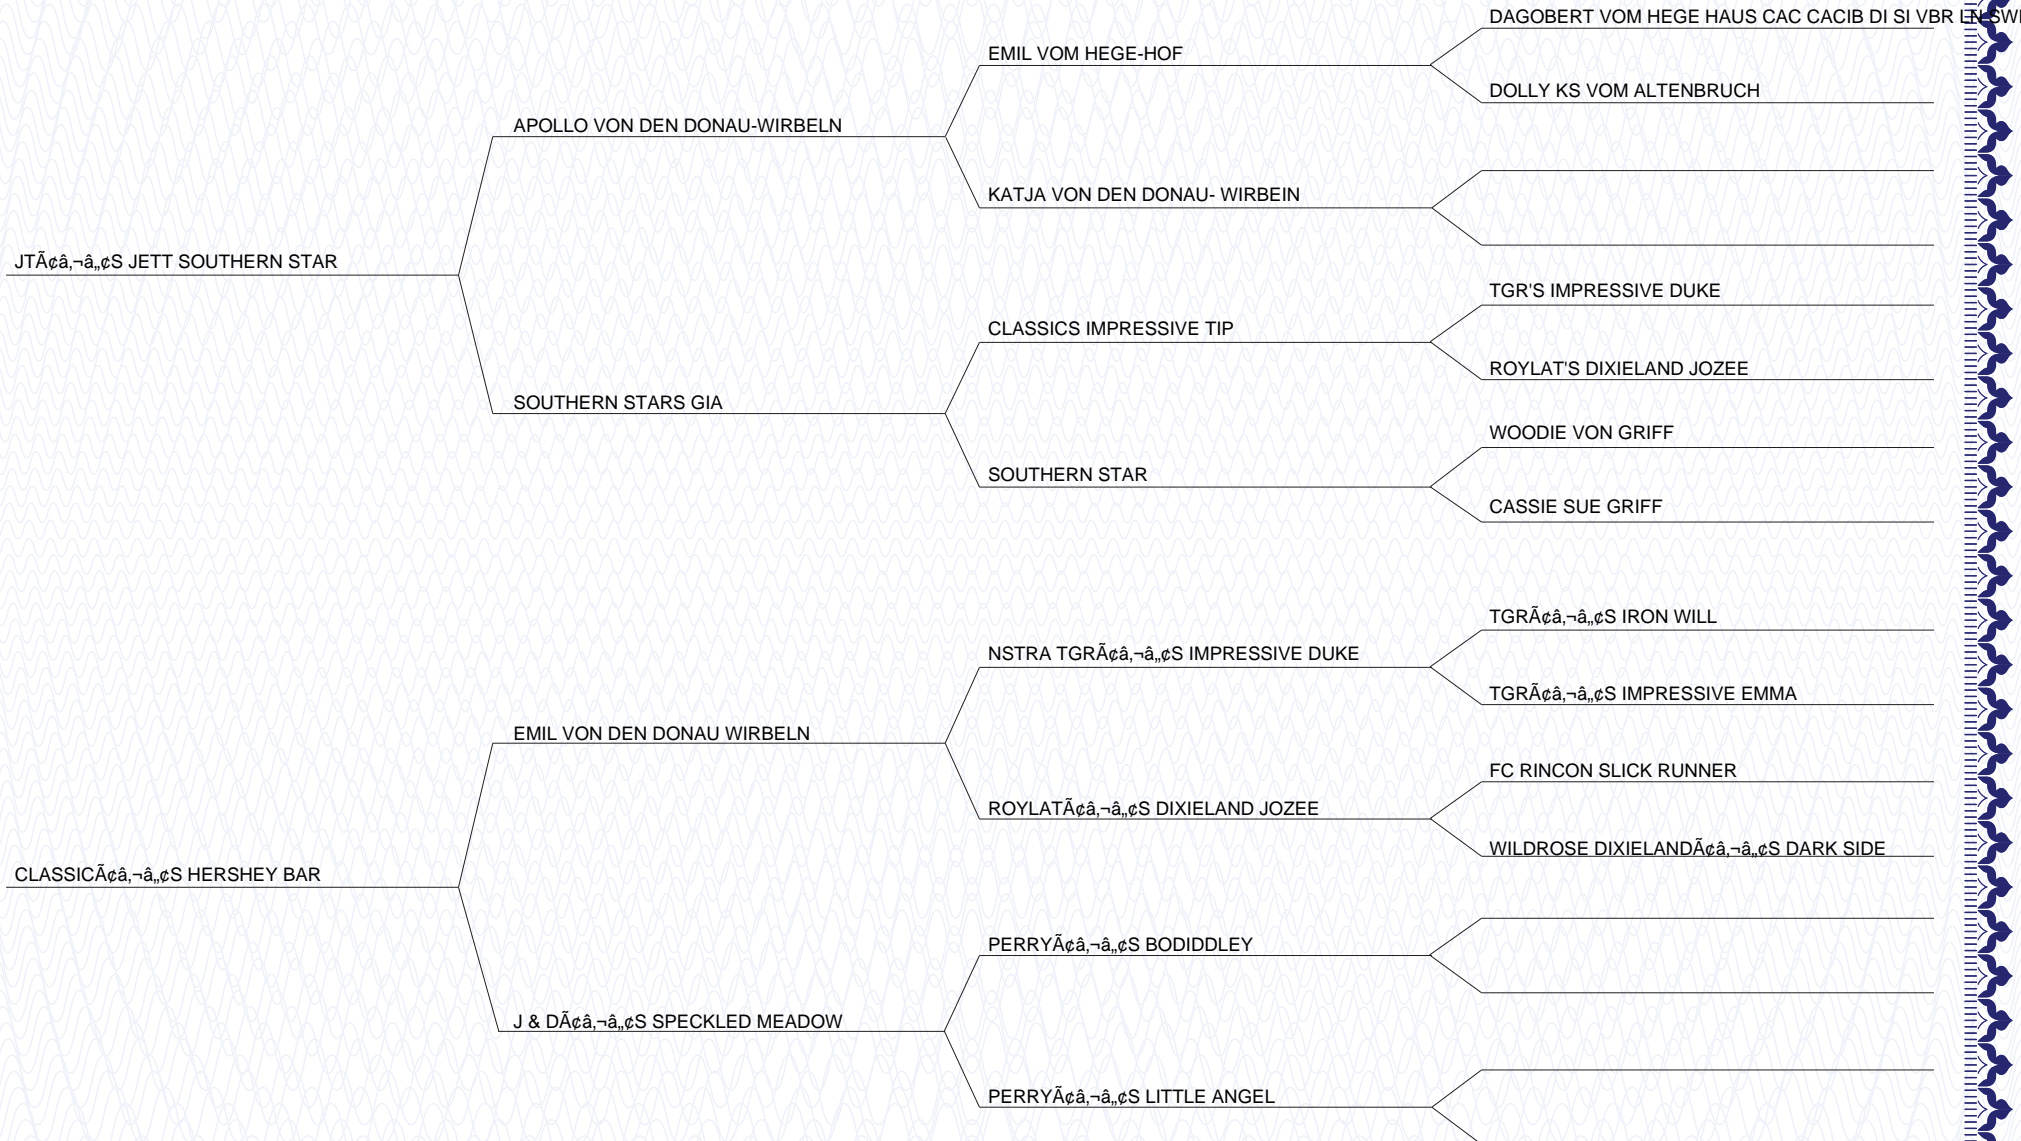 DAGOBERT VOM HEGE HAUS CAC CACIB DI SI VBR LN
EMIL VOM HEGE-HOF
DOLLY KS VOM ALTENBRUCH
APOLLO VON DEN DONAU-WIRBELN
KATJA VON DEN DONAU- WIRBEIN
JTÃ¢â‚¬â„¢S JETT SOUTHERN STAR
TGR'S IMPRESSIVE DUKE
CLASSICS IMPRESSIVE TIP
ROYLAT'S DIXIELAND JOZEE
SOUTHERN STARS GIA
WOODIE VON GRIFF
SOUTHERN STAR
CASSIE SUE GRIFF
TGRÃ¢â‚¬â„¢S IRON WILL
NSTRA TGRÃ¢â‚¬â„¢S IMPRESSIVE DUKE
TGRÃ¢â‚¬â„¢S IMPRESSIVE EMMA
EMIL VON DEN DONAU WIRBELN
FC RINCON SLICK RUNNER
ROYLATÃ¢â‚¬â„¢S DIXIELAND JOZEE
WILDROSE DIXIELANDÃ¢â‚¬â„¢S DARK SIDE
CLASSICÃ¢â‚¬â„¢S HERSHEY BAR
PERRYÃ¢â‚¬â„¢S BODIDDLEY
J & DÃ¢â‚¬â„¢S SPECKLED MEADOW
PERRYÃ¢â‚¬â„¢S LITTLE ANGEL